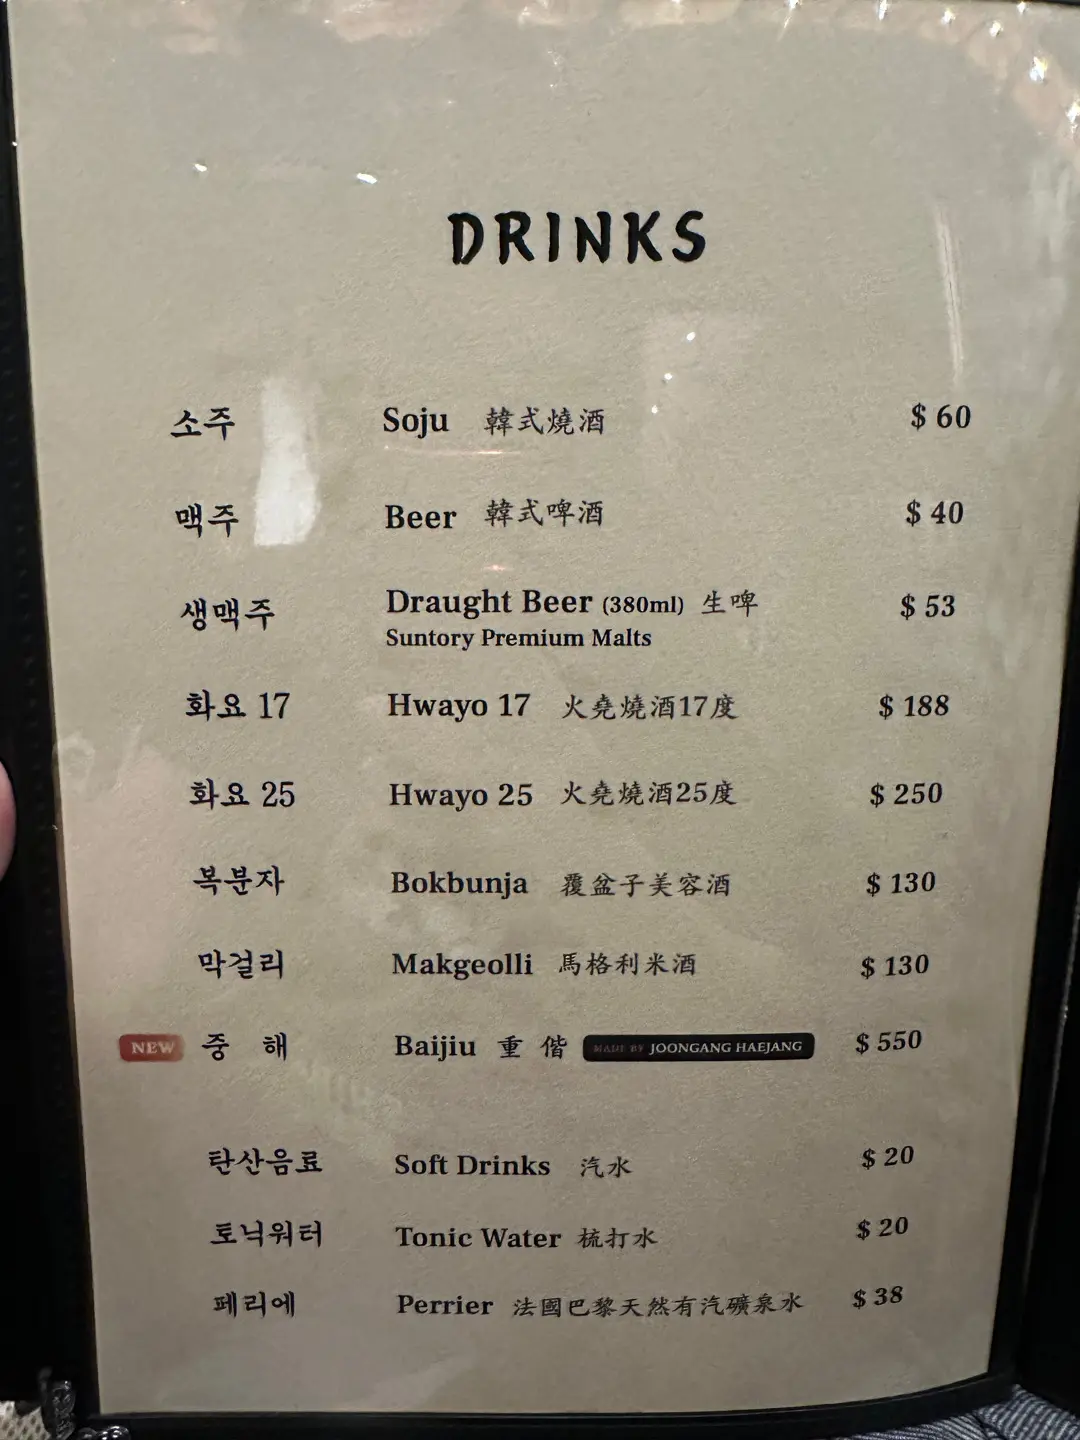 DRINKS
소주 Soju 韓式燒酒 $ 60
맥주 Beer 韓式啤酒 $ 40
생맥주 Draught Beer (380ml) 生啤 $ 53
Suntory Premium Malts
화요 17 Hwayo 17 火堯燒酒17度 $ 188
화요 25 Hwayo 25 火堯燒酒25度 $ 250
복분자 Bokbunja 覆盆子美容酒 $ 130
막걸리 Makgeolli 馬格利米酒 $ 130
NEW 중 해 Baijiu 重 偕 MADE BY JOONGANG HAEJANG $ 550
탄산음료 Soft Drinks 汽水 $ 20
토닉워터 Tonic Water 梳打水 $ 20
페리에 Perrier 法國巴黎天然有汽礦泉水 $ 38